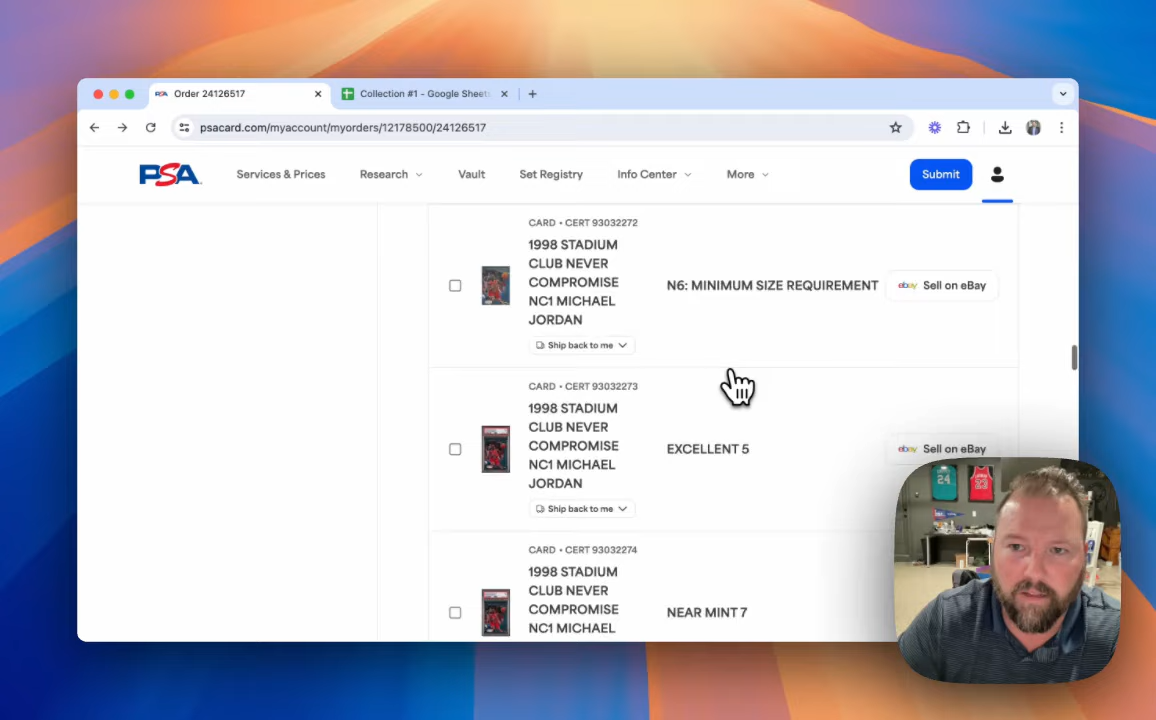 Order 24126517
Collection #1 - Google Sheets
psacard.com/myaccount/myorders/12178500/24126517
PSA
Services & Prices
Research
Vault
Set Registry
Info Center
More
Submit
CARD • CERT 93032272
1998 STADIUM
CLUB NEVER
COMPROMISE
NC1 MICHAEL
JORDAN
N6: MINIMUM SIZE REQUIREMENT
ebay Sell on eBay
Ship back to me
CARD • CERT 93032273
1998 STADIUM
CLUB NEVER
COMPROMISE
NC1 MICHAEL
JORDAN
EXCELLENT 5
ebay Sell on eBay
Ship back to me
CARD • CERT 93032274
1998 STADIUM
CLUB NEVER
COMPROMISE
NC1 MICHAEL
NEAR MINT 7
24
23